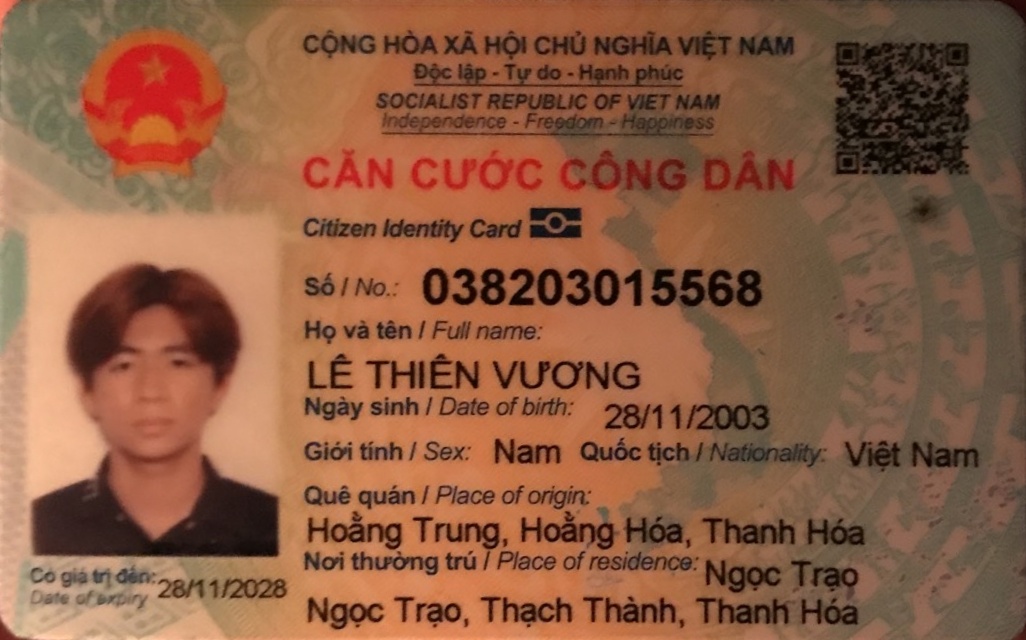 CỘNG HÒA XÃ HỘI CHỦ NGHĨA VIỆT NAM
Độc lập - Tự do - Hạnh phúc
SOCIALIST REPUBLIC OF VIET NAM
Independence - Freedom - Happiness
CĂN CƯỚC CÔNG DÂN
Citizen Identity Card
Số / No.: 038203015568
Họ và tên / Full name:
LÊ THIÊN VƯƠNG
Ngày sinh / Date of birth: 28/11/2003
Giới tính / Sex: Nam Quốc tịch / Nationality: Việt Nam
Quê quán / Place of origin:
Hoằng Trung, Hoằng Hóa, Thanh Hóa
Nơi thường trú / Place of residence: Ngọc Trạo
Ngọc Trạo, Thạch Thành, Thanh Hóa
Có giá trị đến: 28/11/2028
Date of expiry